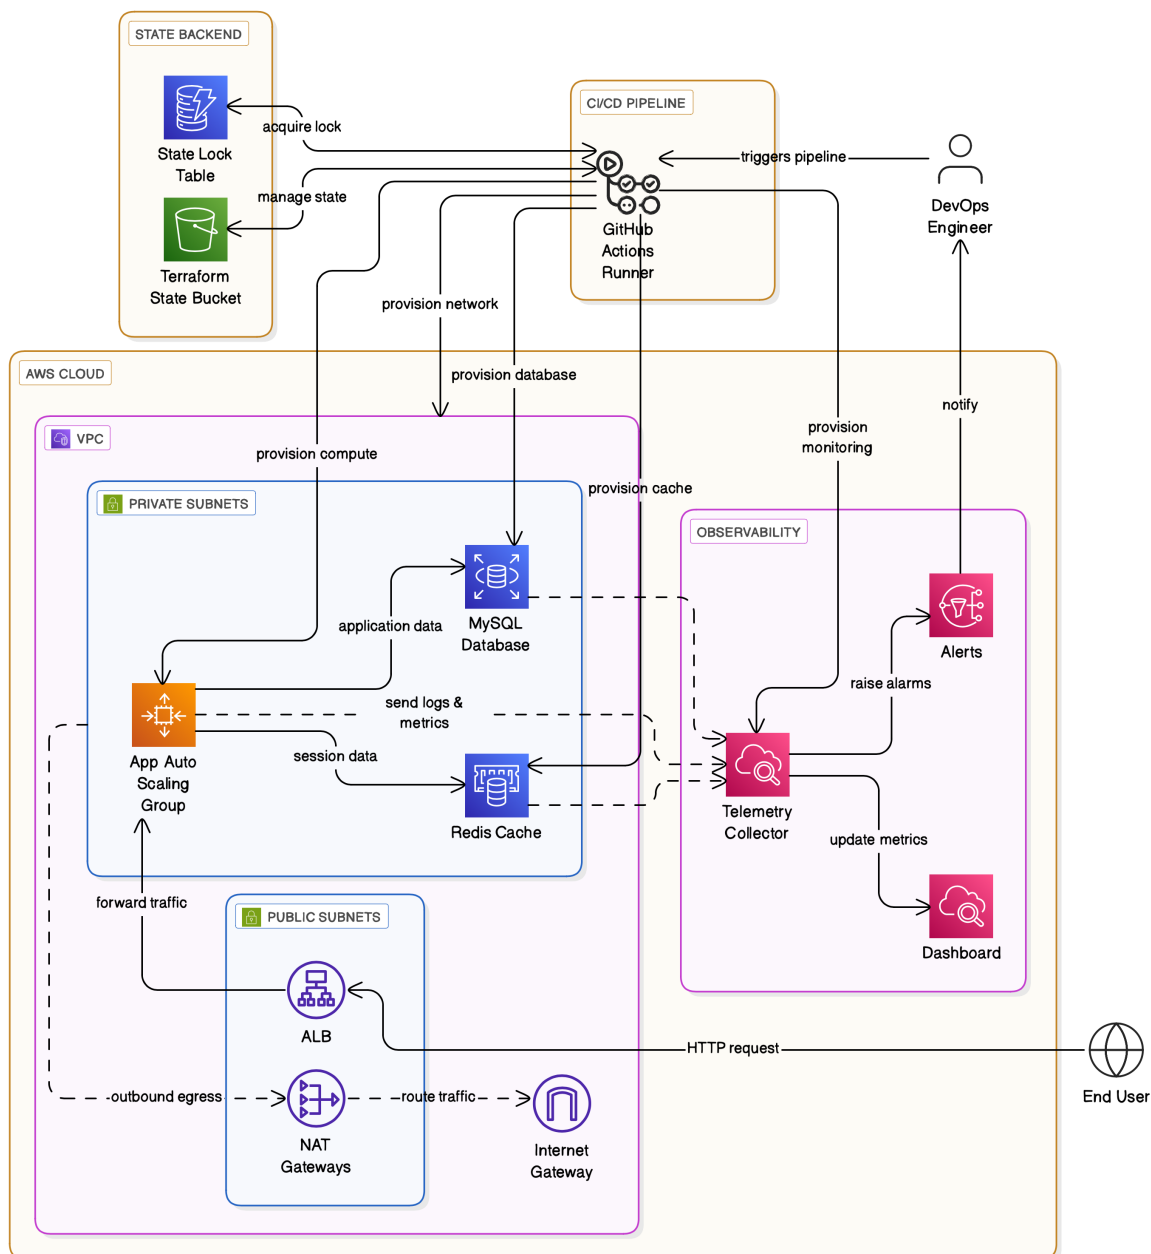 STATE BACKEND
State Lock
Table
Terraform
State Bucket
acquire lock
manage state
CI/CD PIPELINE
GitHub
Actions
Runner
triggers pipeline
DevOps
Engineer
provision network
provision database
provision compute
provision cache
provision
monitoring
notify
AWS CLOUD
VPC
PRIVATE SUBNETS
MySQL
Database
application data
send logs &
metrics
session data
App Auto
Scaling
Group
Redis Cache
OBSERVABILITY
Alerts
raise alarms
Telemetry
Collector
update metrics
Dashboard
forward traffic
PUBLIC SUBNETS
ALB
HTTP request
End User
outbound egress
NAT
Gateways
route traffic
Internet
Gateway